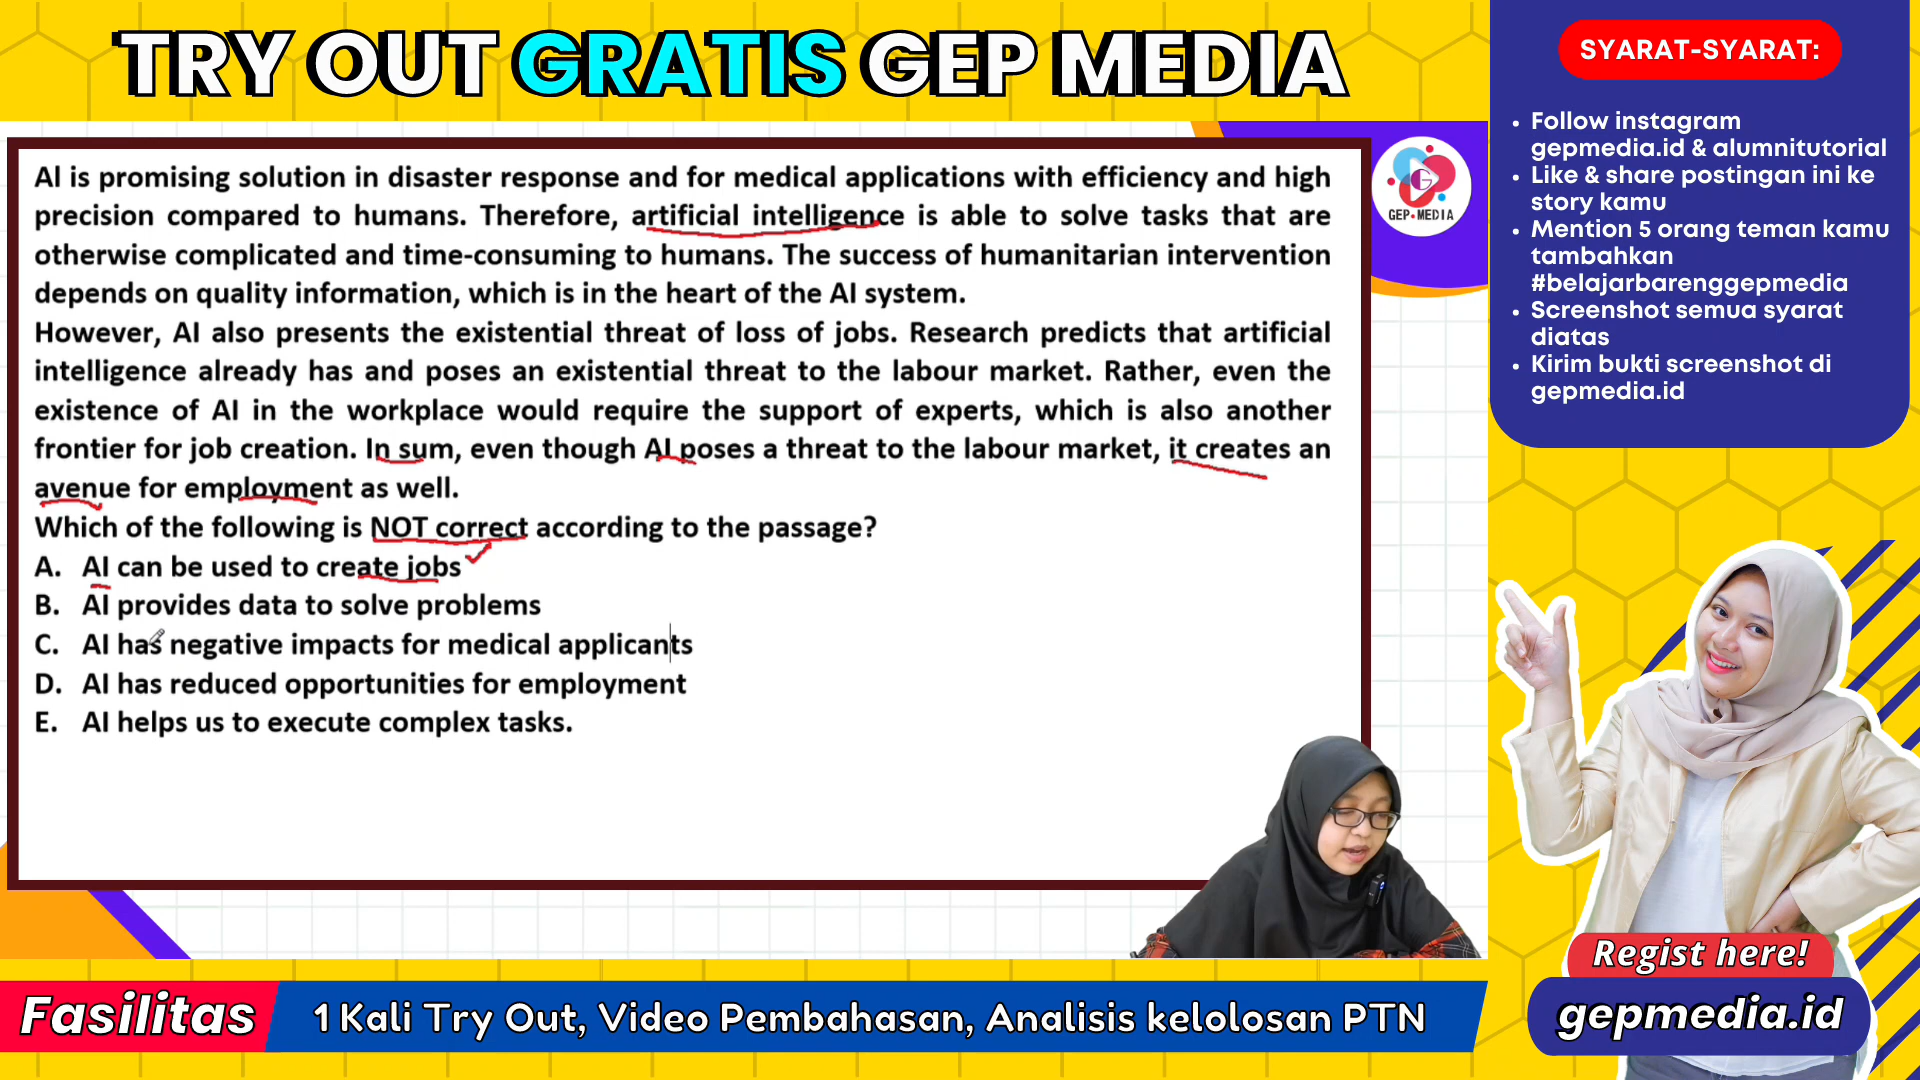 TRY OUT GRATIS GEP MEDIA
AI is promising solution in disaster response and for medical applications with efficiency and high
precision compared to humans. Therefore, artificial intelligence is able to solve tasks that are
otherwise complicated and time-consuming to humans. The success of humanitarian intervention
depends on quality information, which is in the heart of the AI system.
However, AI also presents the existential threat of loss of jobs. Research predicts that artificial
intelligence already has and poses an existential threat to the labour market. Rather, even the
existence of AI in the workplace would require the support of experts, which is also another
frontier for job creation. In sum, even though AI poses a threat to the labour market, it creates an
avenue for employment as well.
Which of the following is NOT correct according to the passage?
A. AI can be used to create jobs
B. AI provides data to solve problems
C. AI has negative impacts for medical applicants
D. AI has reduced opportunities for employment
E. AI helps us to execute complex tasks.
G
GEP MEDIA
SYARAT-SYARAT:
• Follow instagram
gepmedia.id & alumnitutorial
• Like & share postingan ini ke
story kamu
• Mention 5 orang teman kamu
tambahkan
#belajarbarenggepmedia
• Screenshot semua syarat
diatas
• Kirim bukti screenshot di
gepmedia.id
Regist here!
gepmedia.id
Fasilitas
1 Kali Try Out, Video Pembahasan, Analisis kelolosan PTN